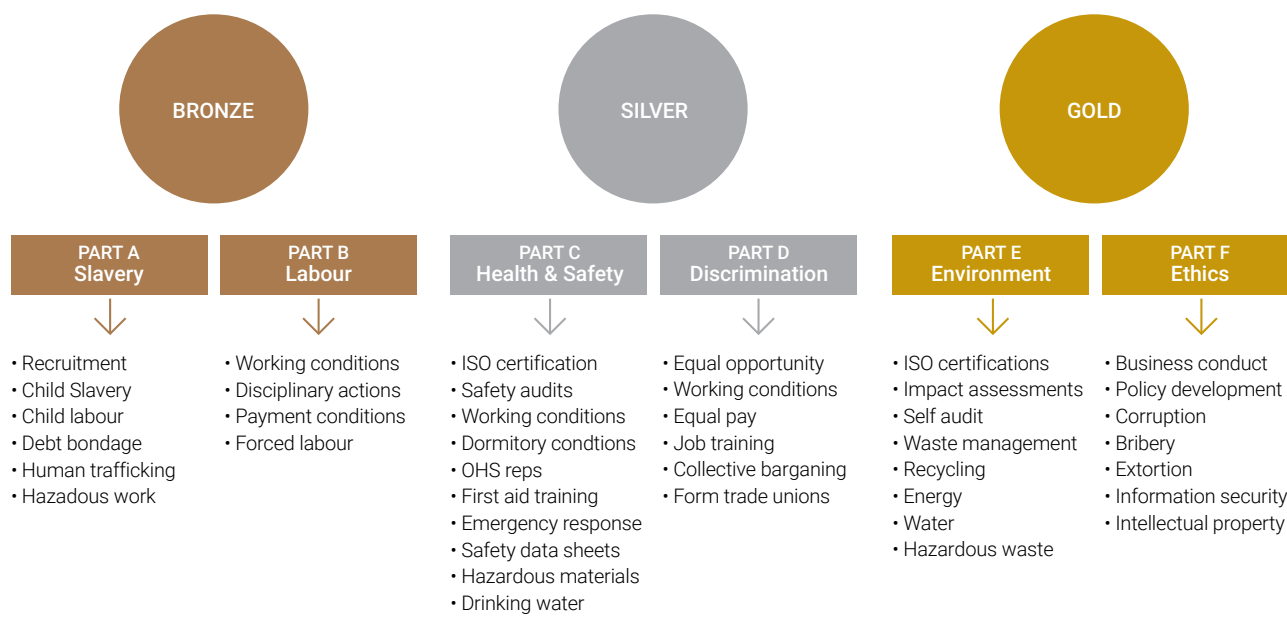 BRONZE
SILVER
GOLD
PART A
Slavery
PART B
Labour
PART C
Health & Safety
PART D
Discrimination
PART E
Environment
PART F
Ethics
• Recruitment
• Child Slavery
• Child labour
• Debt bondage
• Human trafficking
• Hazadous work
• Working conditions
• Disciplinary actions
• Payment conditions
• Forced labour
• ISO certification
• Safety audits
• Working conditions
• Dormitory condtions
• OHS reps
• First aid training
• Emergency response
• Safety data sheets
• Hazardous materials
• Drinking water
• Equal opportunity
• Working conditions
• Equal pay
• Job training
• Collective barganing
• Form trade unions
• ISO certifications
• Impact assessments
• Self audit
• Waste management
• Recycling
• Energy
• Water
• Hazardous waste
• Business conduct
• Policy development
• Corruption
• Bribery
• Extortion
• Information security
• Intellectual property